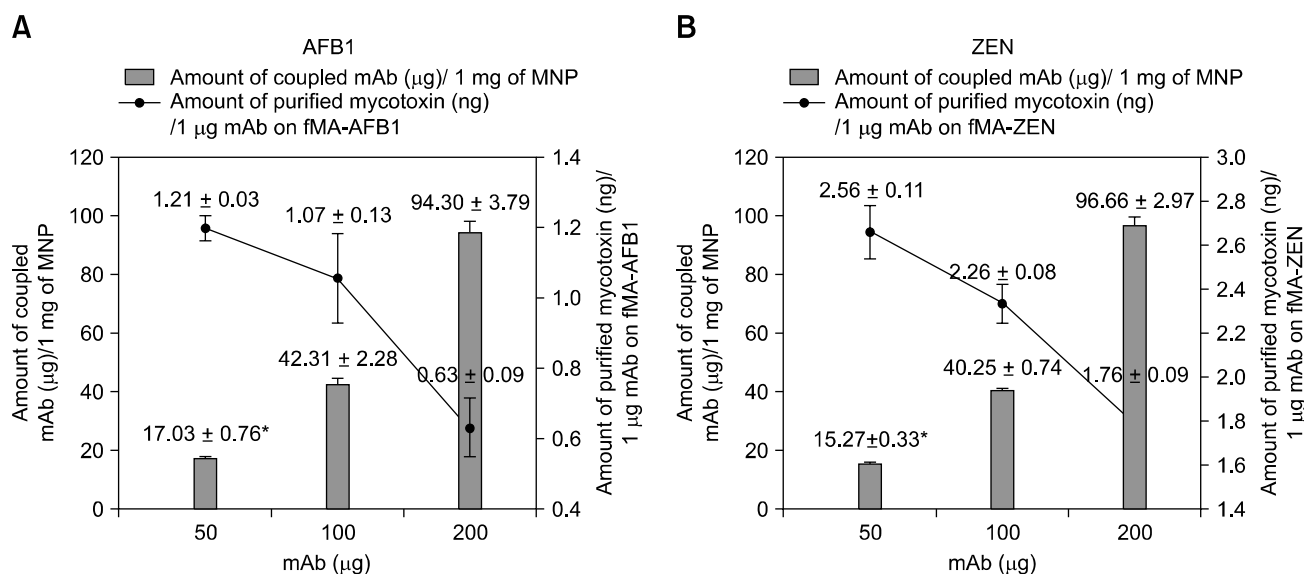 A
AFB1
Amount of coupled mAb (μg)/ 1 mg of MNP
Amount of purified mycotoxin (ng)
/1 μg mAb on fMA-AFB1
120
100
80
60
40
20
0
Amount of coupled
mAb (μg)/1 mg of MNP
1.4
1.2
1.0
0.8
0.6
0.4
Amount of purified mycotoxin (ng)/
1 μg mAb on fMA-AFB1
1.21 ± 0.03
1.07 ± 0.13
94.30 ± 3.79
42.31 ± 2.28
0.63 ± 0.09
17.03 ± 0.76*
50
100
200
mAb (μg)
B
ZEN
Amount of coupled mAb (μg)/ 1 mg of MNP
Amount of purified mycotoxin (ng)
/1 μg mAb on fMA-ZEN
120
100
80
60
40
20
0
Amount of coupled
mAb (μg)/1 mg of MNP
3.0
2.8
2.6
2.4
2.2
2.0
1.8
1.6
1.4
Amount of purified mycotoxin (ng)/
1 μg mAb on fMA-ZEN
2.56 ± 0.11
96.66 ± 2.97
2.26 ± 0.08
40.25 ± 0.74
1.76 ± 0.09
15.27±0.33*
50
100
200
mAb (μg)